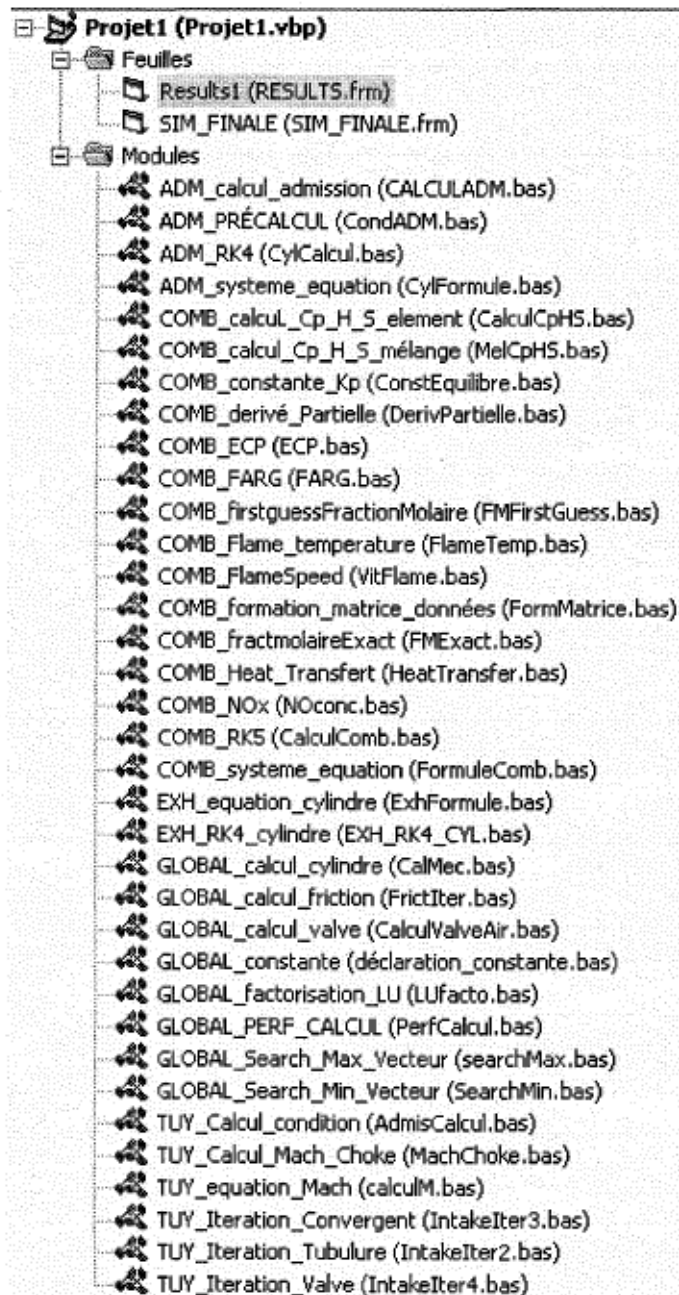 Projet1 (Projet1.vbp)
Feuilles
Results1 (RESULTS.frm)
SIM_FINALE (SIM_FINALE.frm)
Modules
ADM_calcul_admission (CALCULADM.bas)
ADM_PRÉCALCUL (CondADM.bas)
ADM_RK4 (CylCalcul.bas)
ADM_systeme_equation (CylFormule.bas)
COMB_calcuL_Cp_H_S_element (CalculCpHS.bas)
COMB_calcul_Cp_H_S_mélange (MelCpHS.bas)
COMB_constante_Kp (ConstEquilibre.bas)
COMB_derivé_Partielle (DerivPartielle.bas)
COMB_ECP (ECP.bas)
COMB_FARG (FARG.bas)
COMB_firstguessFractionMolaire (FMFirstGuess.bas)
COMB_Flame_temperature (FlameTemp.bas)
COMB_FlameSpeed (VitFlame.bas)
COMB_formation_matrice_données (FormMatrice.bas)
COMB_fractmolaireExact (FMExact.bas)
COMB_Heat_Transfert (HeatTransfer.bas)
COMB_NOx (NOconc.bas)
COMB_RK5 (CalculComb.bas)
COMB_systeme_equation (FormuleComb.bas)
EXH_equation_cylindre (ExhFormule.bas)
EXH_RK4_cylindre (EXH_RK4_CYL.bas)
GLOBAL_calcul_cylindre (CalMec.bas)
GLOBAL_calcul_friction (FrictIter.bas)
GLOBAL_calcul_valve (CalculValveAir.bas)
GLOBAL_constante (déclaration_constante.bas)
GLOBAL_factorisation_LU (LUfacto.bas)
GLOBAL_PERF_CALCUL (PerfCalcul.bas)
GLOBAL_Search_Max_Vecteur (searchMax.bas)
GLOBAL_Search_Min_Vecteur (SearchMin.bas)
TUY_Calcul_condition (AdmisCalcul.bas)
TUY_Calcul_Mach_Choke (MachChoke.bas)
TUY_equation_Mach (calculM.bas)
TUY_Iteration_Convergent (IntakeIter3.bas)
TUY_Iteration_Tubulure (IntakeIter2.bas)
TUY_Iteration_Valve (IntakeIter4.bas)